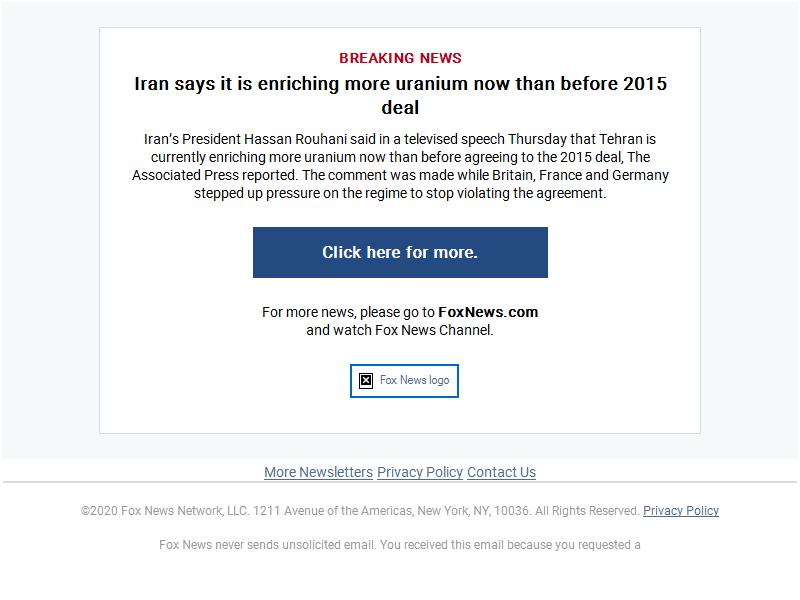 BREAKING NEWS
Iran says it is enriching more uranium now than before 2015
deal
Iran’s President Hassan Rouhani said in a televised speech Thursday that Tehran is
currently enriching more uranium now than before agreeing to the 2015 deal, The
Associated Press reported. The comment was made while Britain, France and Germany
stepped up pressure on the regime to stop violating the agreement.
Click here for more.
For more news, please go to FoxNews.com
and watch Fox News Channel.
Fox News logo
More Newsletters Privacy Policy Contact Us
©2020 Fox News Network, LLC. 1211 Avenue of the Americas, New York, NY, 10036. All Rights Reserved. Privacy Policy
Fox News never sends unsolicited email. You received this email because you requested a